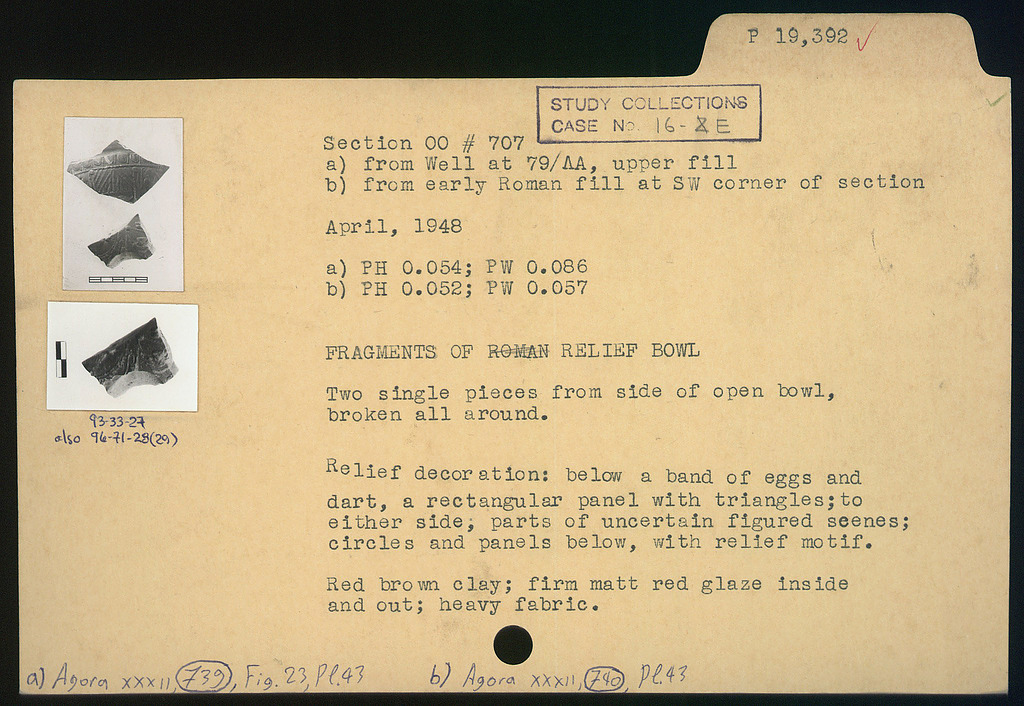 P 19,392
STUDY COLLECTIONS
CASE No. 16-E
Section OO # 707
a) from Well at 79/ΛΑ, upper fill
b) from early Roman fill at SW corner of section
April, 1948
a) PH 0.054; PW 0.086
b) PH 0.052; PW 0.057
FRAGMENTS OF ROMAN RELIEF BOWL
Two single pieces from side of open bowl,
broken all around.
Relief decoration: below a band of eggs and
dart, a rectangular panel with triangles;to
either side, parts of uncertain figured scenes;
circles and panels below, with relief motif.
Red brown clay; firm matt red glaze inside
and out; heavy fabric.
93-33-27
also 96-71-28(29)
a) Agora XXXII, 739, Fig. 23, Pl.43
b) Agora XXXII, 740, Pl.43